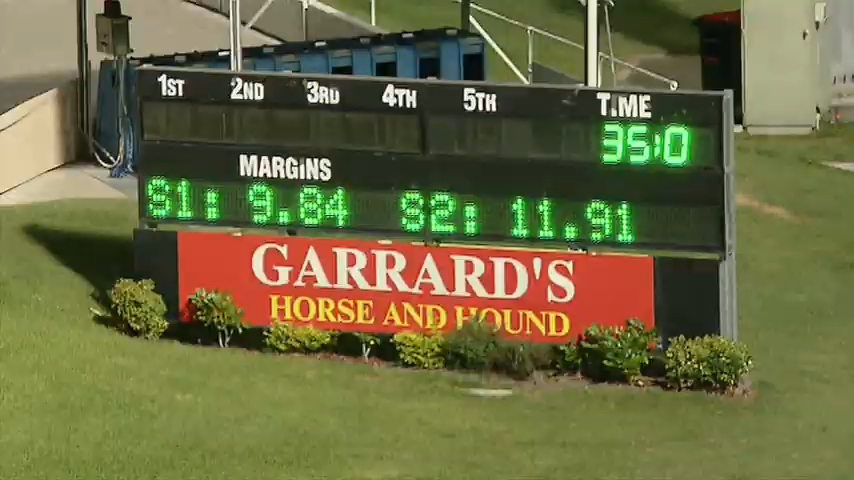 1ST 2ND 3RD 4TH 5TH TIME
35:0
MARGINS
S1: 9.84 S2: 11.91
GARRARD'S
HORSE AND HOUND